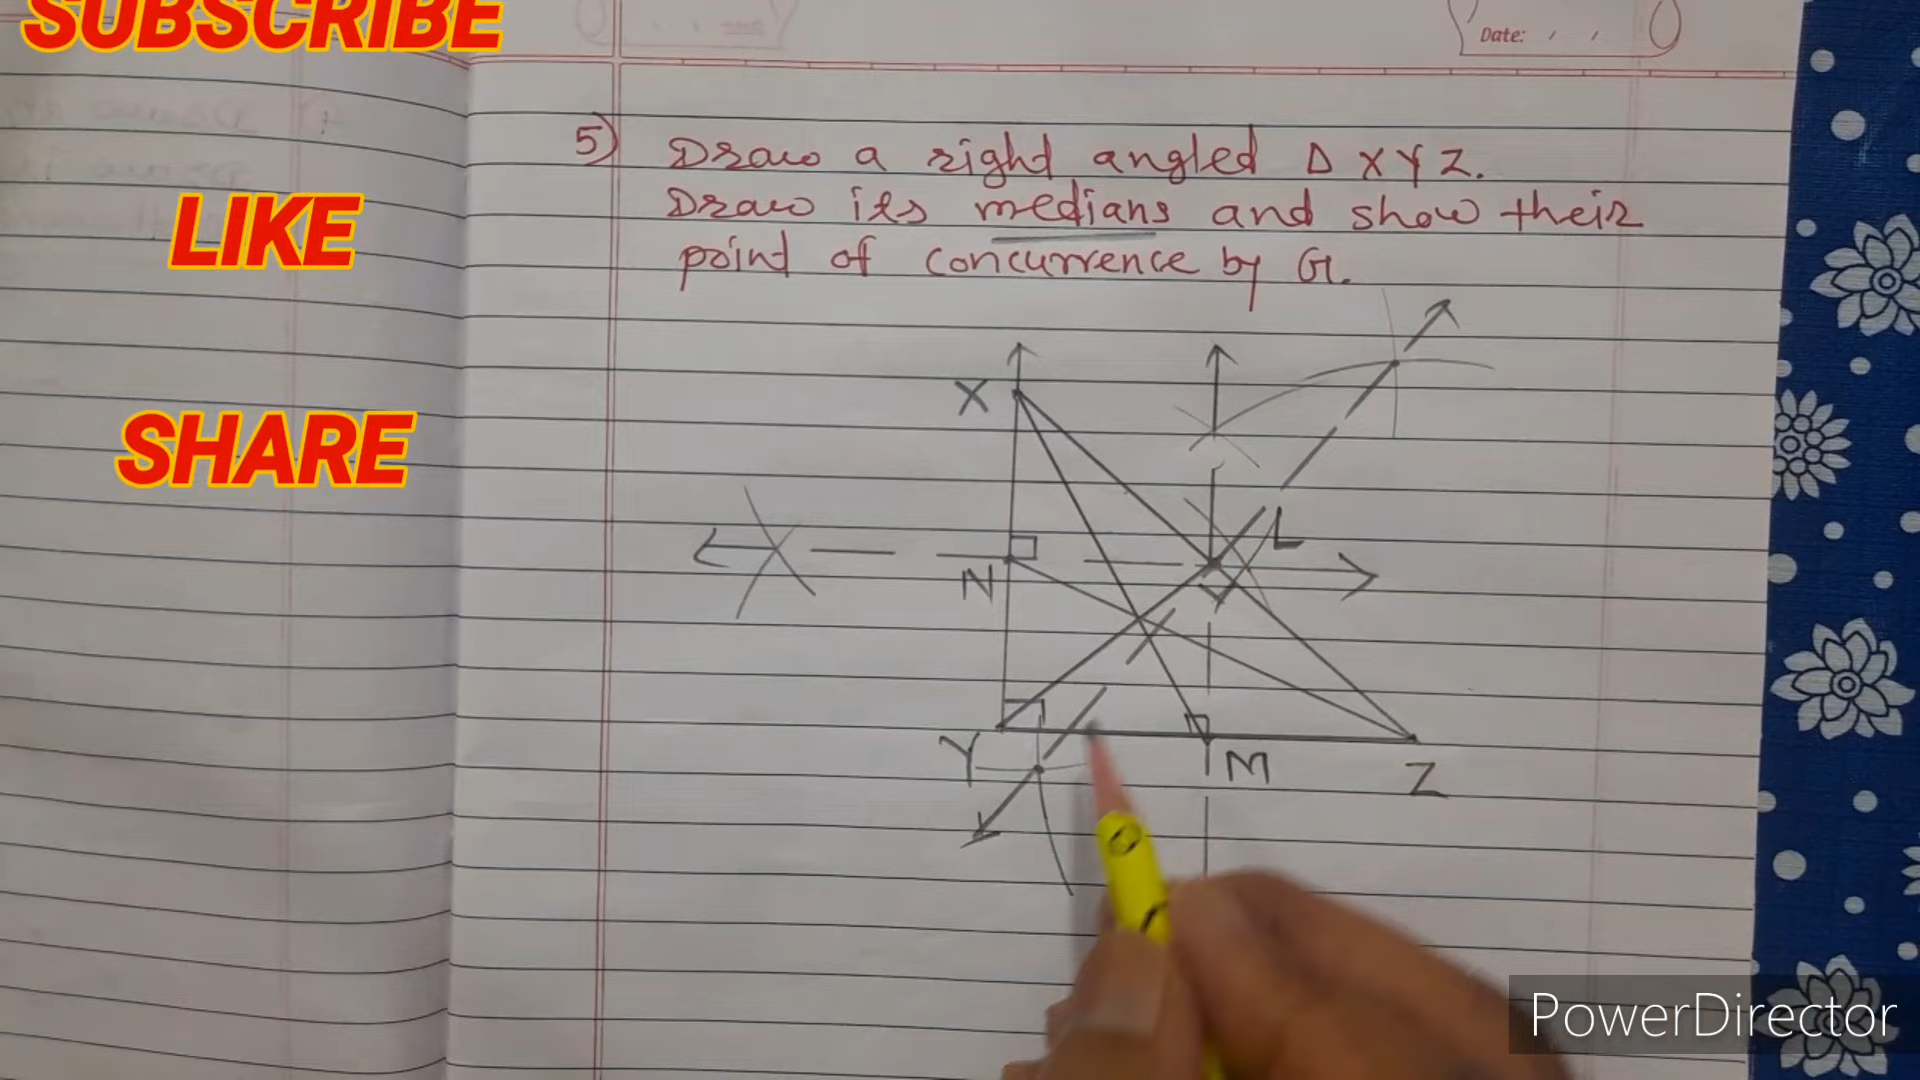 SUBSCRIBE
LIKE
SHARE
Date: / /
5) Draw a right angled Δ XYZ.
Draw its medians and show their
point of concurrence by G.
X
L
N
Y
M
Z
PowerDirector